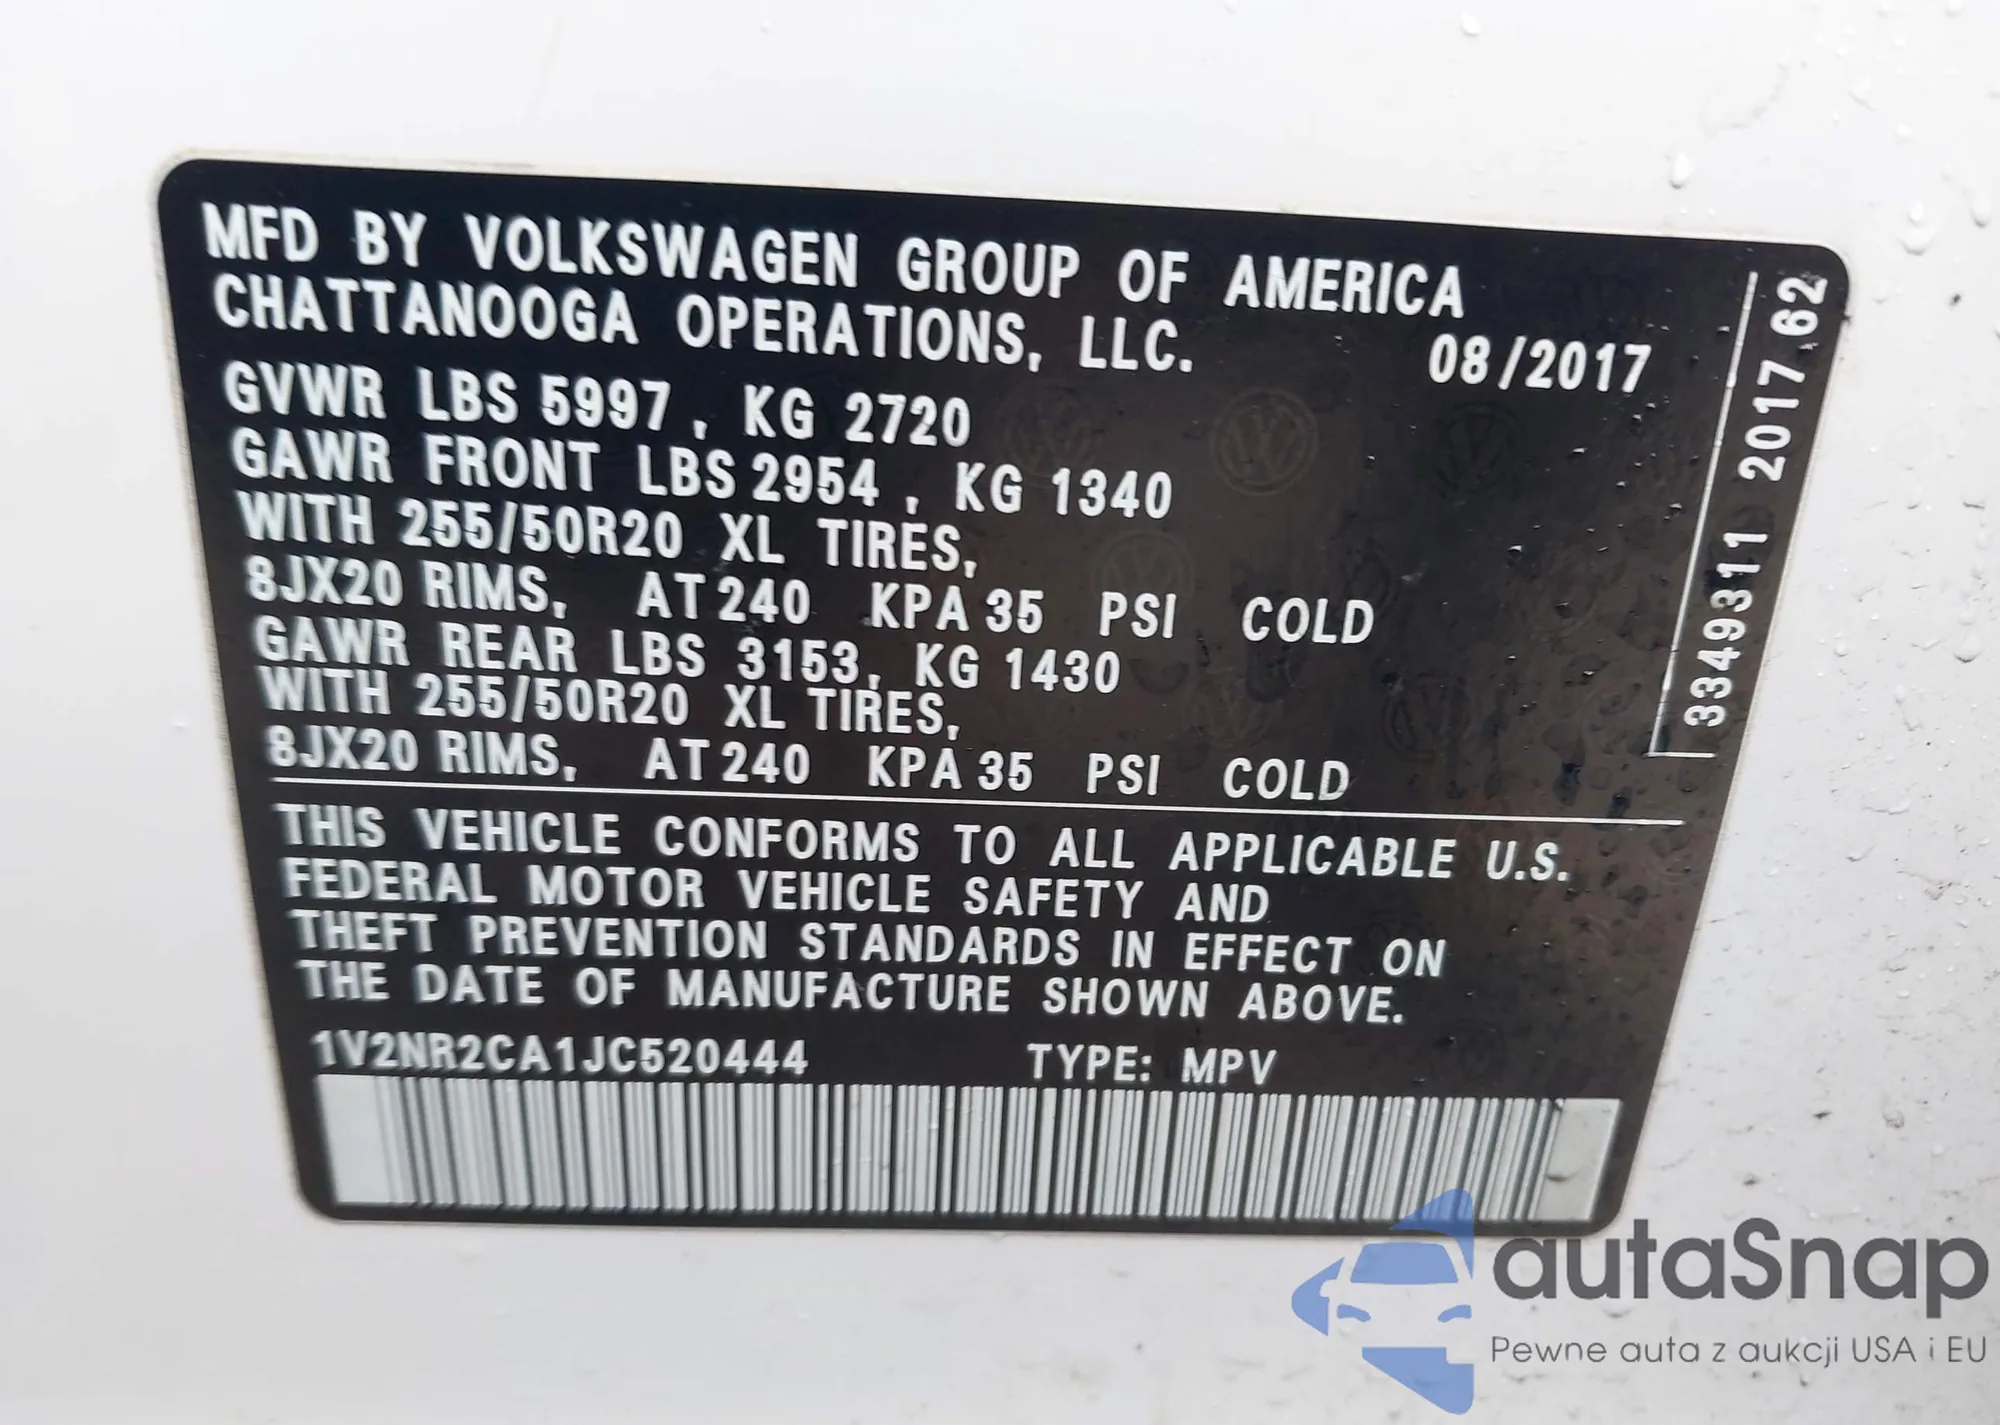 MFD BY VOLKSWAGEN GROUP OF AMERICA
CHATTANOOGA OPERATIONS, LLC. 08/2017
GVWR LBS 5997, KG 2720
GAWR FRONT LBS 2954, KG 1340
WITH 255/50R20 XL TIRES,
8JX20 RIMS, AT 240 KPA 35 PSI COLD
GAWR REAR LBS 3153, KG 1430
WITH 255/50R20 XL TIRES,
8JX20 RIMS, AT 240 KPA 35 PSI COLD
THIS VEHICLE CONFORMS TO ALL APPLICABLE U.S.
FEDERAL MOTOR VEHICLE SAFETY AND
THEFT PREVENTION STANDARDS IN EFFECT ON
THE DATE OF MANUFACTURE SHOWN ABOVE.
1V2NR2CA1JC520444 TYPE: MPV
3349311 2017 62
autaSnap
Pewne auta z aukcji USA i EU